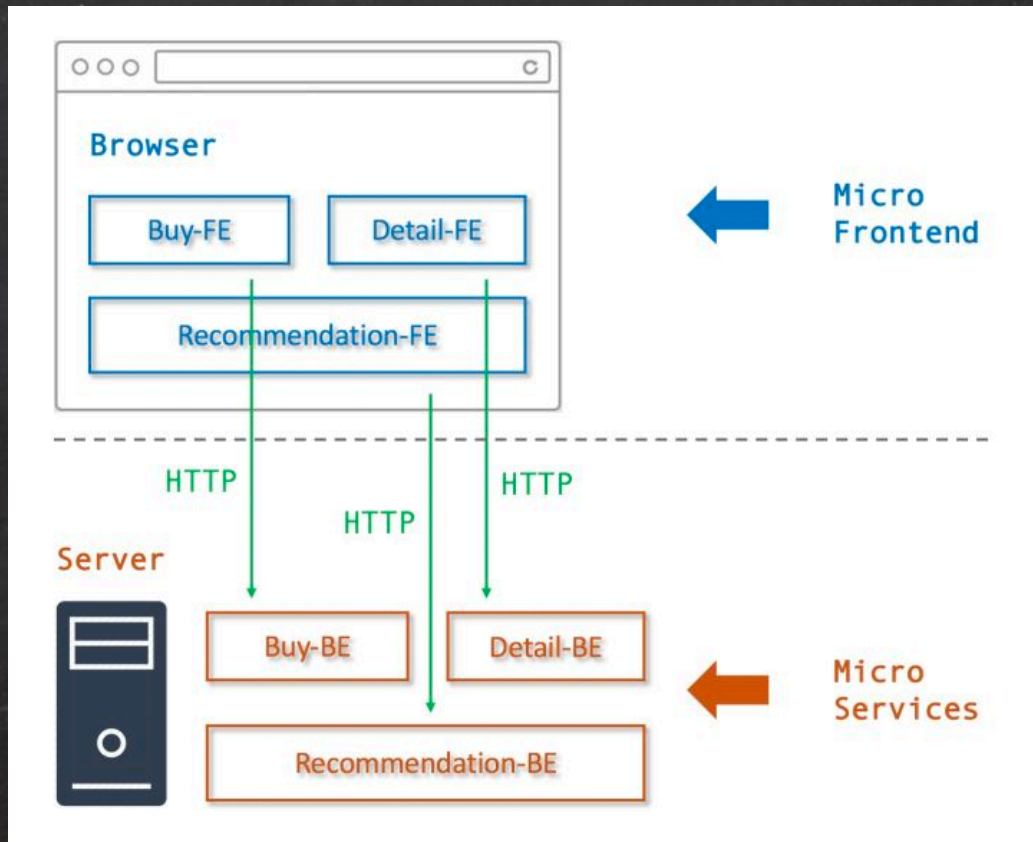 Browser
Buy-FE
Detail-FE
Recommendation-FE
Micro
Frontend
HTTP
HTTP
HTTP
Server
Buy-BE
Detail-BE
Recommendation-BE
Micro
Services